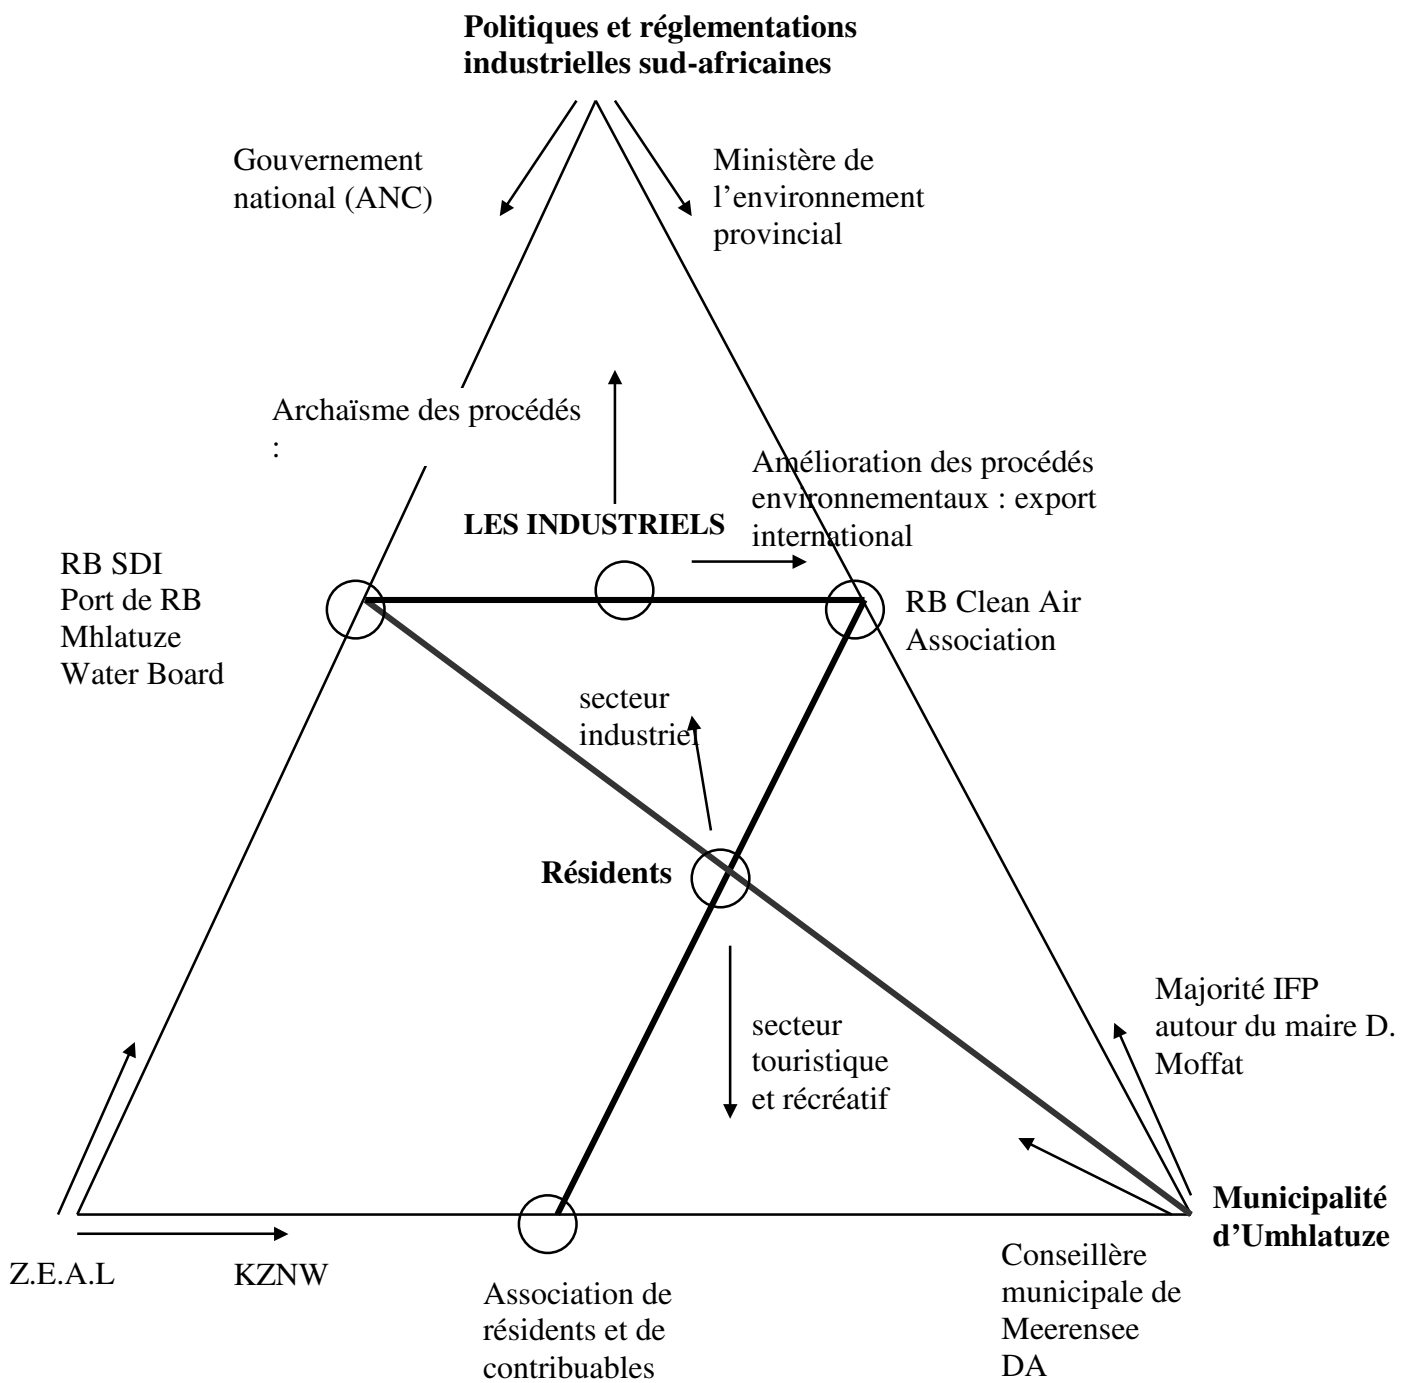 Politiques et réglementations
industrielles sud-africaines
Gouvernement
national (ANC)
Ministère de
l’environnement
provincial
Archaïsme des procédés
:
Amélioration des procédés
environnementaux : export
international
LES INDUSTRIELS
RB SDI
Port de RB
Mhlatuze
Water Board
RB Clean Air
Association
secteur
industriel
Résidents
Majorité IFP
autour du maire D.
Moffat
secteur
touristique
et récréatif
Municipalité
d’Umhlatuze
Z.E.A.L
KZNW
Association de
résidents et de
contribuables
Conseillère
municipale de
Meerensee
DA